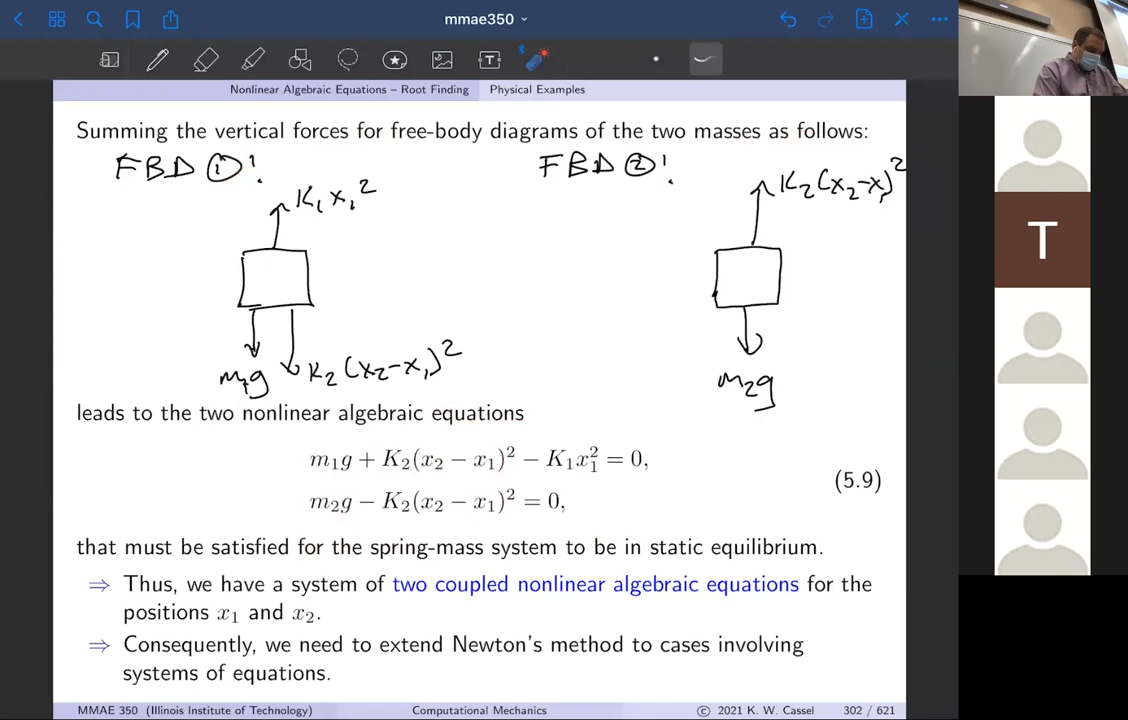 mmae350
Nonlinear Algebraic Equations – Root Finding Physical Examples
Summing the vertical forces for free-body diagrams of the two masses as follows:
FBD ①:
FBD ②:
K₁x₁²
K₂(x₂-x₁)²
m₁g
K₂(x₂-x₁)²
m₂g
leads to the two nonlinear algebraic equations
m₁g + K₂(x₂ − x₁)² − K₁x₁² = 0,
(5.9)
m₂g − K₂(x₂ − x₁)² = 0,
that must be satisfied for the spring-mass system to be in static equilibrium.
⇒ Thus, we have a system of two coupled nonlinear algebraic equations for the
positions x₁ and x₂.
⇒ Consequently, we need to extend Newton's method to cases involving
systems of equations.
MMAE 350 (Illinois Institute of Technology) Computational Mechanics © 2021 K. W. Cassel 302 / 621
T